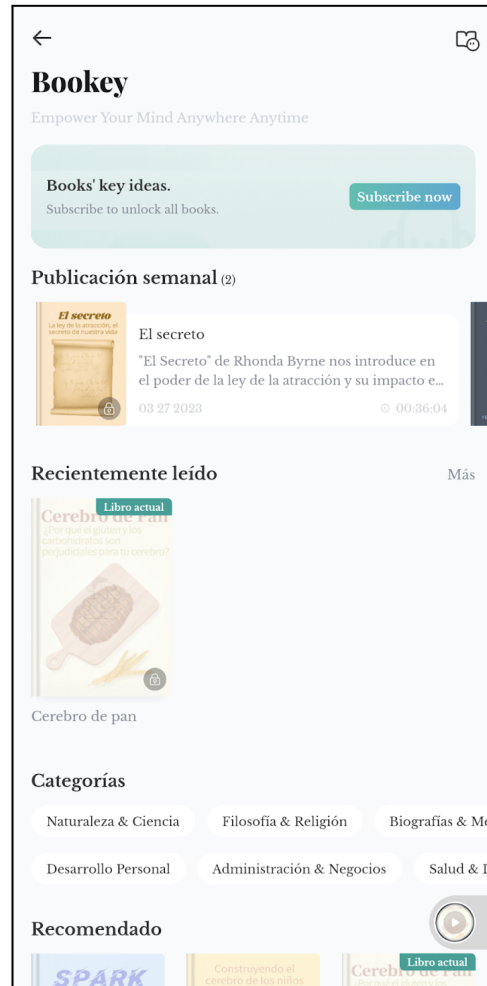 Bookey
Empower Your Mind Anywhere Anytime
Books' key ideas.
Subscribe to unlock all books.
Subscribe now
Publicación semanal (2)
El secreto
La ley de la atracción, el
secreto de nuestra vida
El secreto
"El Secreto" de Rhonda Byrne nos introduce en
el poder de la ley de la atracción y su impacto e...
03 27 2023
00:36:04
Recientemente leído
Más
Libro actual
Cerebro de Pan
¿Por qué el gluten y los
carbohidratos son
perjudiciales para tu cerebro?
Cerebro de pan
Categorías
Naturaleza & Ciencia
Filosofía & Religión
Biografías & Me
Desarrollo Personal
Administración & Negocios
Salud & D
Recomendado
SPARK
Construyendo el
cerebro de los niños
Libro actual
Cerebro de Pan